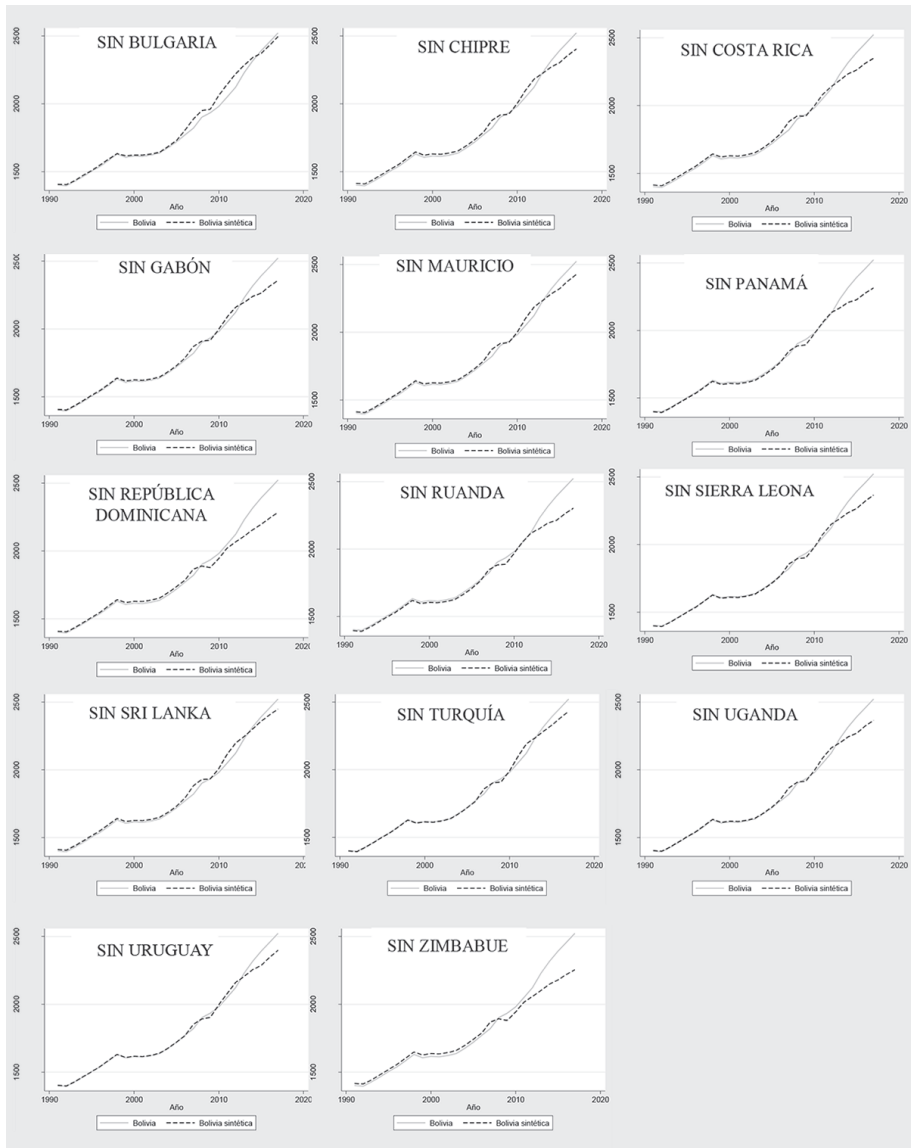 SIN BULGARIA
2500
2000
1500
1990 2000 2010 2020
Año
Bolivia Bolivia sintética
SIN CHIPRE
2500
2000
1500
1990 2000 2010 2020
Año
Bolivia Bolivia sintética
SIN COSTA RICA
2500
2000
1500
1990 2000 2010 2020
Año
Bolivia Bolivia sintética
SIN GABÓN
2500
2000
1500
1990 2000 2010 2020
Año
Bolivia Bolivia sintética
SIN MAURICIO
2500
2000
1500
1990 2000 2010 2020
Año
Bolivia Bolivia sintética
SIN PANAMÁ
2500
2000
1500
1990 2000 2010 2020
Año
Bolivia Bolivia sintética
SIN REPÚBLICA
DOMINICANA
2500
2000
1500
1990 2000 2010 2020
Año
Bolivia Bolivia sintética
SIN RUANDA
2500
2000
1500
1990 2000 2010 2020
Año
Bolivia Bolivia sintética
SIN SIERRA LEONA
2500
2000
1500
1990 2000 2010 2020
Año
Bolivia Bolivia sintética
SIN SRI LANKA
2500
2000
1500
1990 2000 2010
Año
Bolivia Bolivia sintética
SIN TURQUÍA
2500
2000
1500
1990 2000 2010 2020
Año
Bolivia Bolivia sintética
SIN UGANDA
2500
2000
1500
1990 2000 2010 2020
Año
Bolivia Bolivia sintética
SIN URUGUAY
2500
2000
1500
1990 2000 2010 2020
Año
Bolivia Bolivia sintética
SIN ZIMBABUE
2500
2000
1500
1990 2000 2010 2020
Año
Bolivia Bolivia sintética